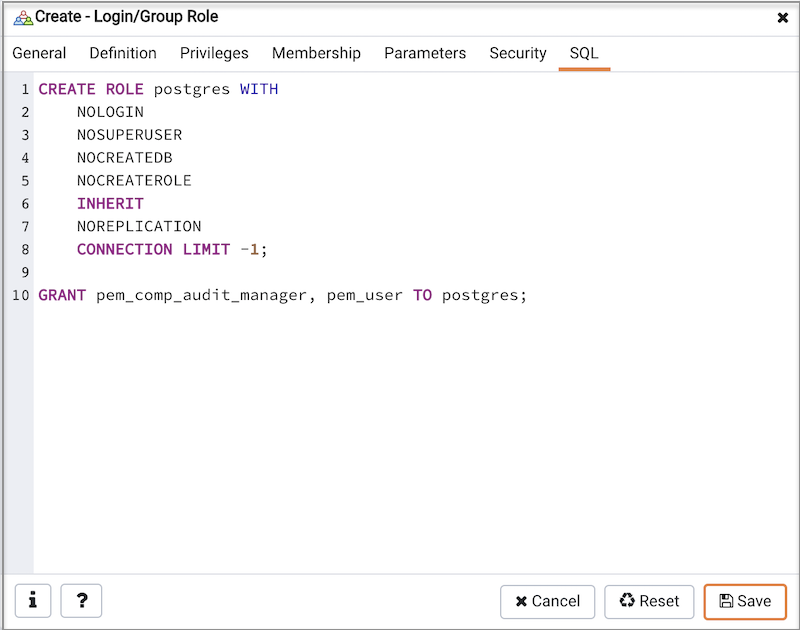 Create - Login/Group Role
General Definition Privileges Membership Parameters Security SQL
1 CREATE ROLE postgres WITH
2 NOLOGIN
3 NOSUPERUSER
4 NOCREATEDB
5 NOCREATEROLE
6 INHERIT
7 NOREPLICATION
8 CONNECTION LIMIT -1;
9
10 GRANT pem_comp_audit_manager, pem_user TO postgres;
i ? Cancel Reset Save